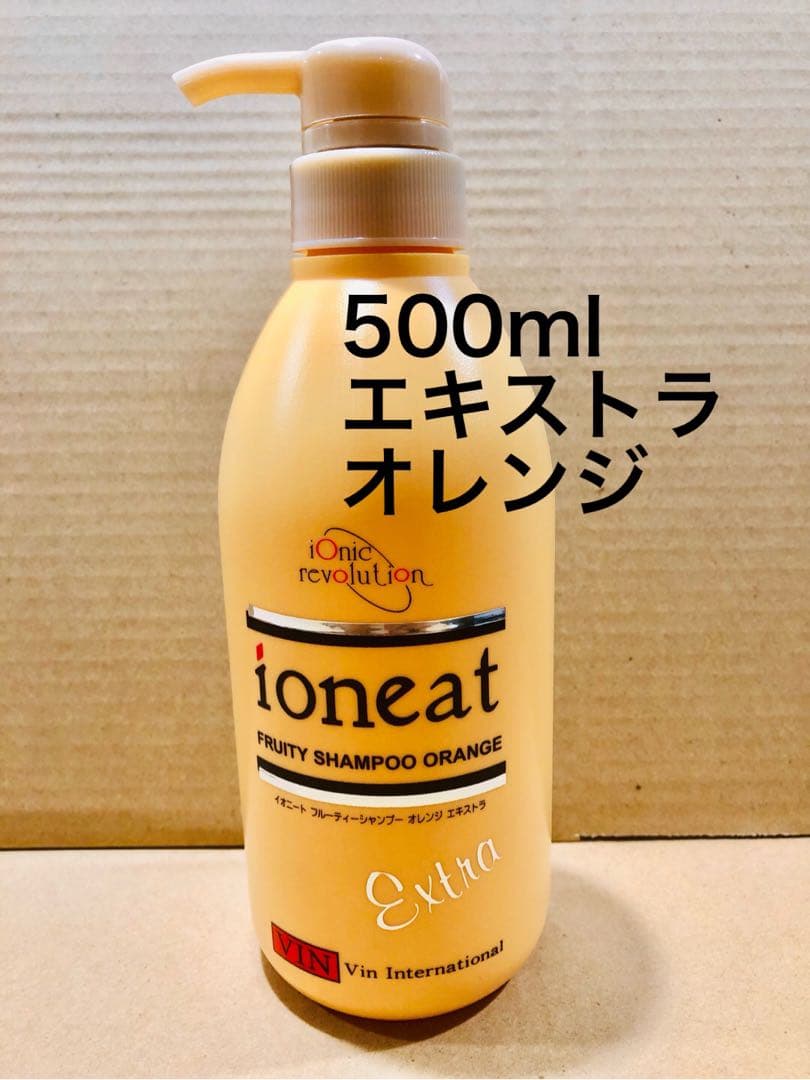 500ml
エキストラ
オレンジ
iOnic
revolution
ioneat
FRUITY SHAMPOO ORANGE
イオニート フルーティーシャンプー オレンジ エキストラ
Extra
VIN Vin International